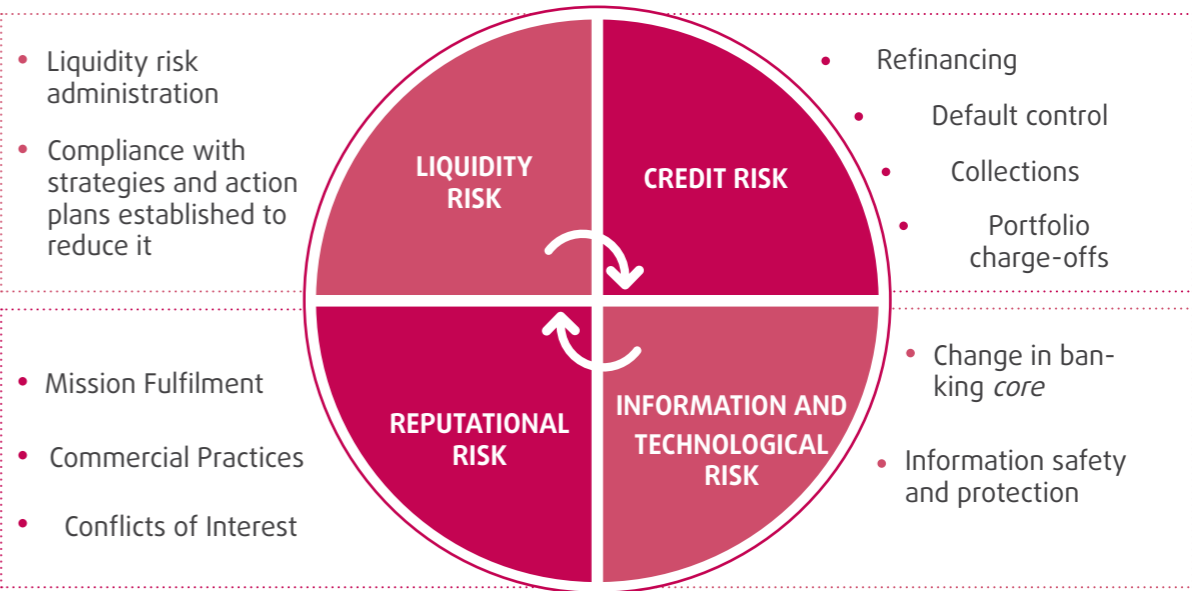 • Liquidity risk
administration
• Compliance with
strategies and action
plans established to
reduce it
LIQUIDITY
RISK
CREDIT RISK
• Refinancing
• Default control
• Collections
• Portfolio
charge-offs
• Mission Fulfilment
• Commercial Practices
• Conflicts of Interest
REPUTATIONAL
RISK
INFORMATION AND
TECHNOLOGICAL
RISK
• Change in ban-
king core
• Information safety
and protection